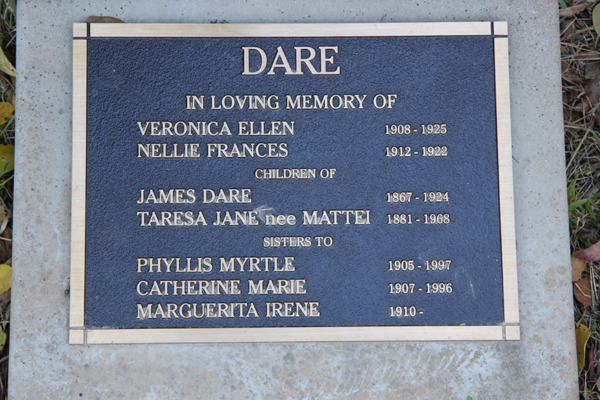 DARE
IN LOVING MEMORY OF
VERONICA ELLEN 1908 - 1925
NELLIE FRANCES 1912 - 1922
CHILDREN OF
JAMES DARE 1867 - 1924
TARESA JANE nee MATTEI 1881 - 1968
SISTERS TO
PHYLLIS MYRTLE 1905 - 1997
CATHERINE MARIE 1907 - 1996
MARGUERITA IRENE 1910 -